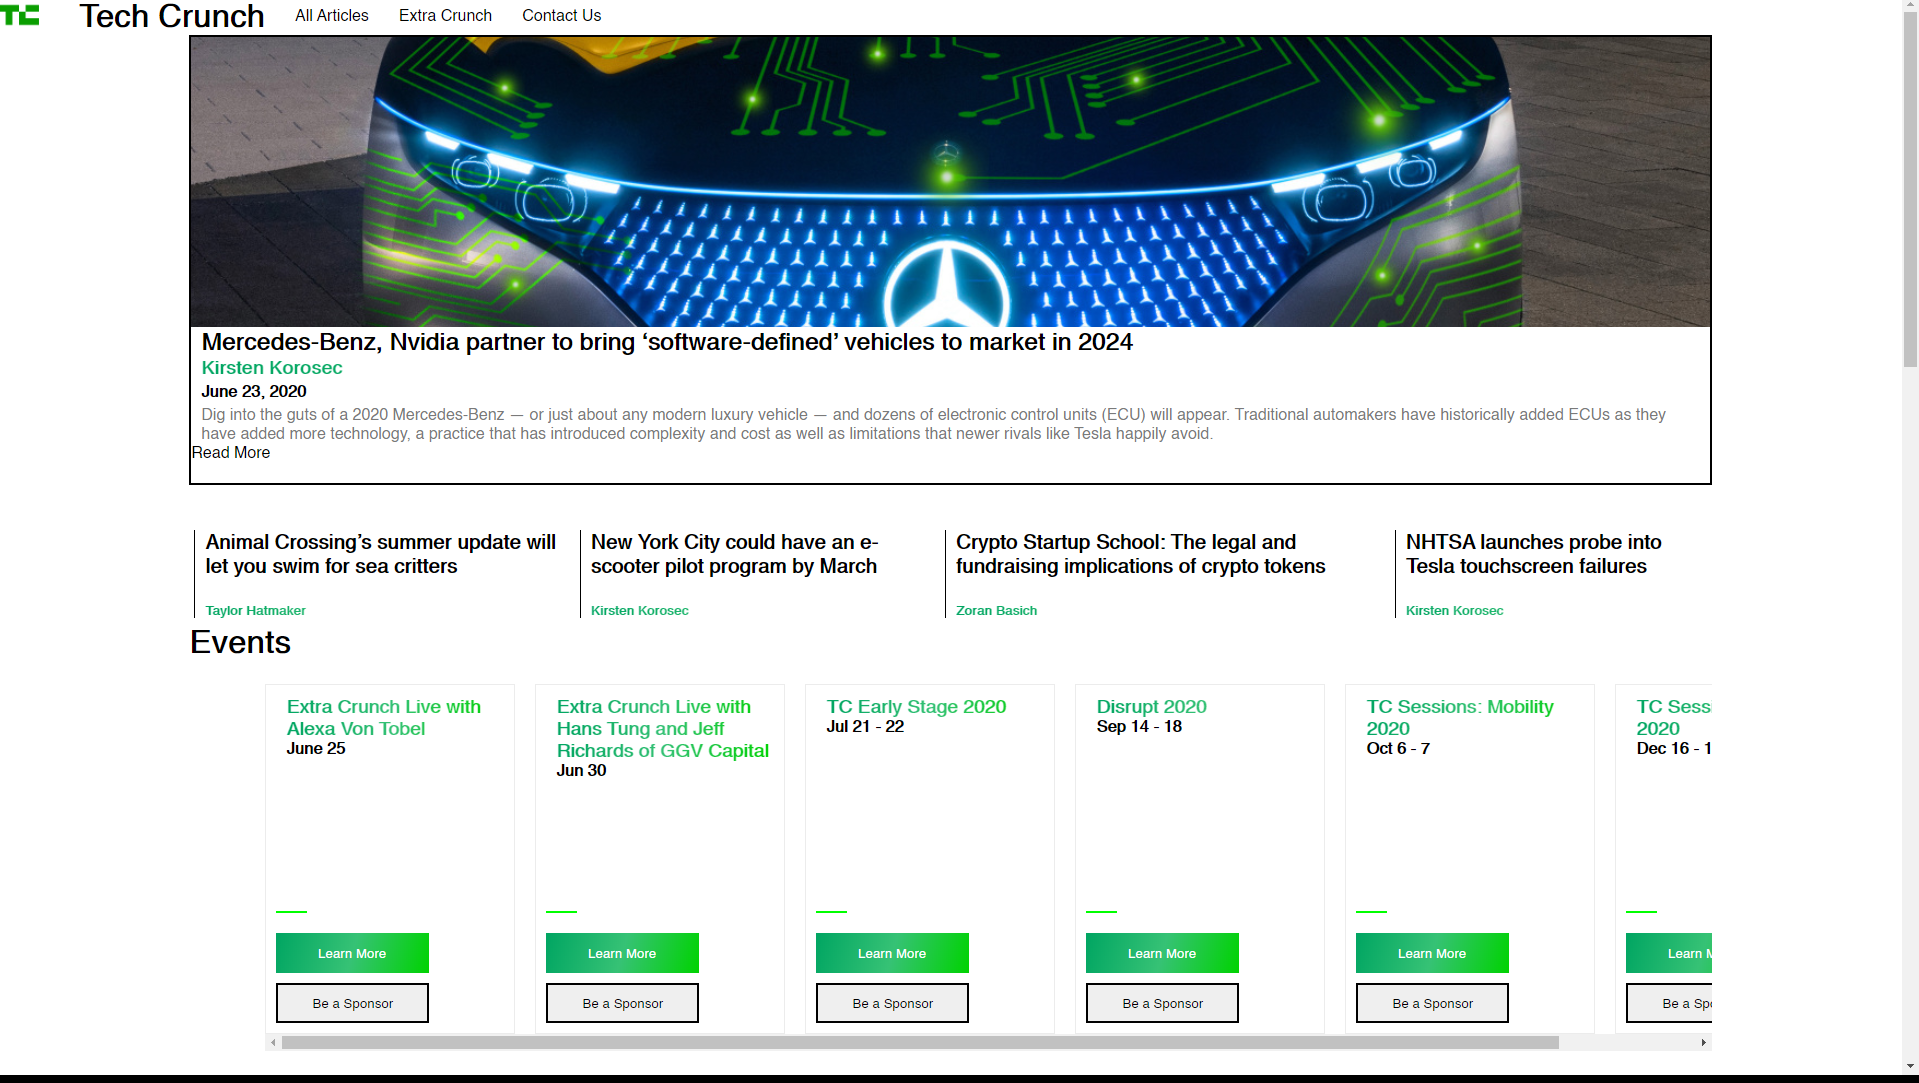 TC
Tech Crunch
All Articles
Extra Crunch
Contact Us
Mercedes-Benz, Nvidia partner to bring ‘software-defined’ vehicles to market in 2024
Kirsten Korosec
June 23, 2020
Dig into the guts of a 2020 Mercedes-Benz — or just about any modern luxury vehicle — and dozens of electronic control units (ECU) will appear. Traditional automakers have historically added ECUs as they
have added more technology, a practice that has introduced complexity and cost as well as limitations that newer rivals like Tesla happily avoid.
Read More
Animal Crossing’s summer update will
let you swim for sea critters
Taylor Hatmaker
New York City could have an e-
scooter pilot program by March
Kirsten Korosec
Crypto Startup School: The legal and
fundraising implications of crypto tokens
Zoran Basich
NHTSA launches probe into
Tesla touchscreen failures
Kirsten Korosec
Events
Extra Crunch Live with
Alexa Von Tobel
June 25
Learn More
Be a Sponsor
Extra Crunch Live with
Hans Tung and Jeff
Richards of GGV Capital
Jun 30
Learn More
Be a Sponsor
TC Early Stage 2020
Jul 21 - 22
Learn More
Be a Sponsor
Disrupt 2020
Sep 14 - 18
Learn More
Be a Sponsor
TC Sessions: Mobility
2020
Oct 6 - 7
Learn More
Be a Sponsor
TC
2020
Dec 16 - 1
Learn
Be a